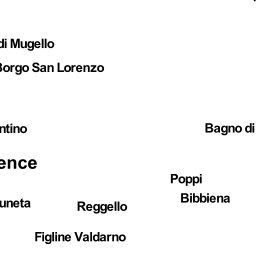 di Mugello
Borgo San Lorenzo
ntino
Bagno di
ence
Poppi
Bibbiena
uneta
Reggello
Figline Valdarno